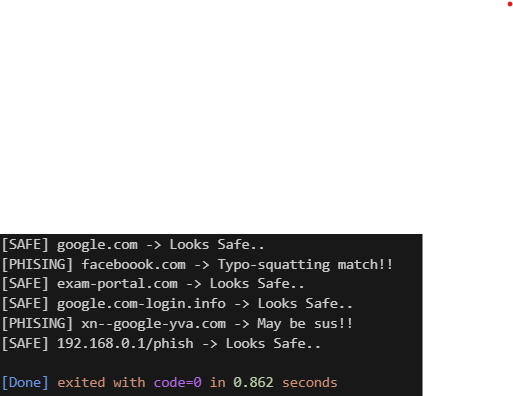 [SAFE] google.com -> Looks Safe..
[PHISING] faceboook.com -> Typo-squatting match!!
[SAFE] exam-portal.com -> Looks Safe..
[SAFE] google.com-login.info -> Looks Safe..
[PHISING] xn--google-yva.com -> May be sus!!
[SAFE] 192.168.0.1/phish -> Looks Safe..
[Done] exited with code=0 in 0.862 seconds